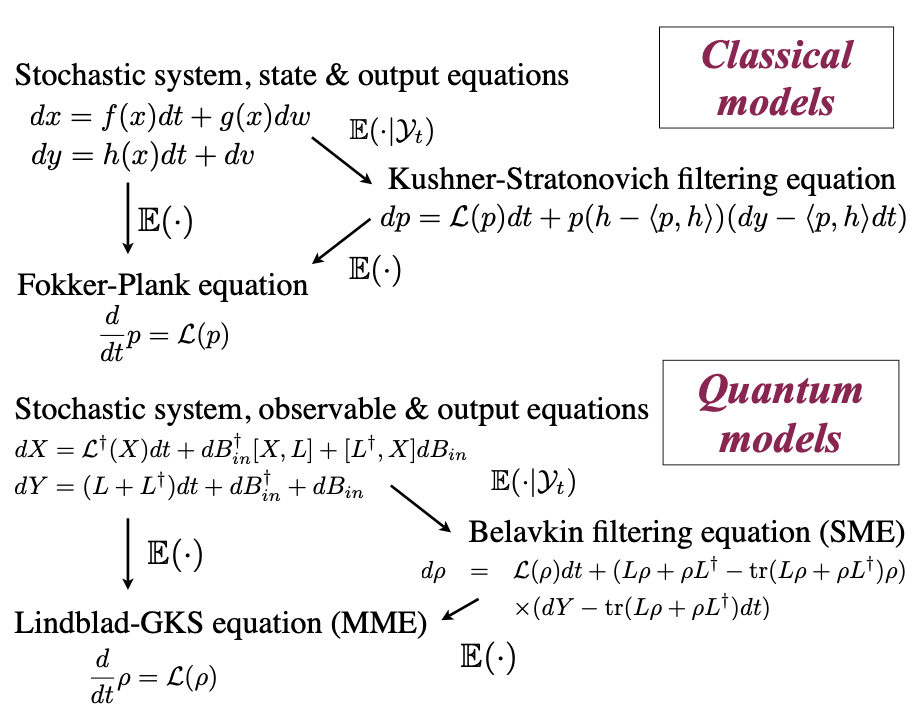 Classical
models
Stochastic system, state & output equations
dx = f(x)dt + g(x)dw
dy = h(x)dt + dv
𝔼(·|𝒴ₜ)
Kushner-Stratonovich filtering equation
dp = ℒ(p)dt + p(h − ⟨p, h⟩)(dy − ⟨p, h⟩dt)
𝔼(·)
𝔼(·)
Fokker-Plank equation
d/dt p = ℒ(p)
Quantum
models
Stochastic system, observable & output equations
dX = ℒ†(X)dt + dB†_in[X, L] + [L†, X]dB_in
dY = (L + L†)dt + dB†_in + dB_in
𝔼(·|𝒴ₜ)
Belavkin filtering equation (SME)
dρ = ℒ(ρ)dt + (Lρ + ρL† − tr(Lρ + ρL†)ρ)
×(dY − tr(Lρ + ρL†)dt)
𝔼(·)
Lindblad-GKS equation (MME)
𝔼(·)
d/dt ρ = ℒ(ρ)